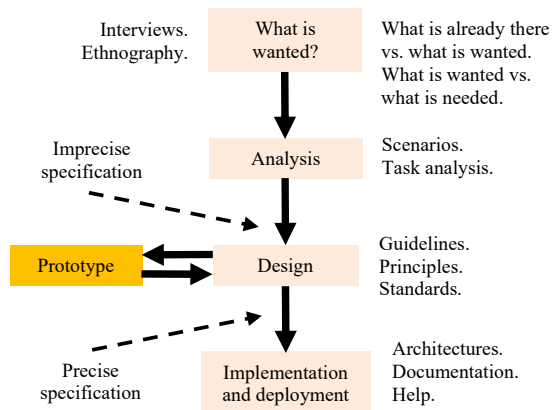 Interviews.
Ethnography.
What is
wanted?
What is already there
vs. what is wanted.
What is wanted vs.
what is needed.
Analysis
Scenarios.
Task analysis.
Imprecise
specification
Prototype
Design
Guidelines.
Principles.
Standards.
Precise
specification
Implementation
and deployment
Architectures.
Documentation.
Help.